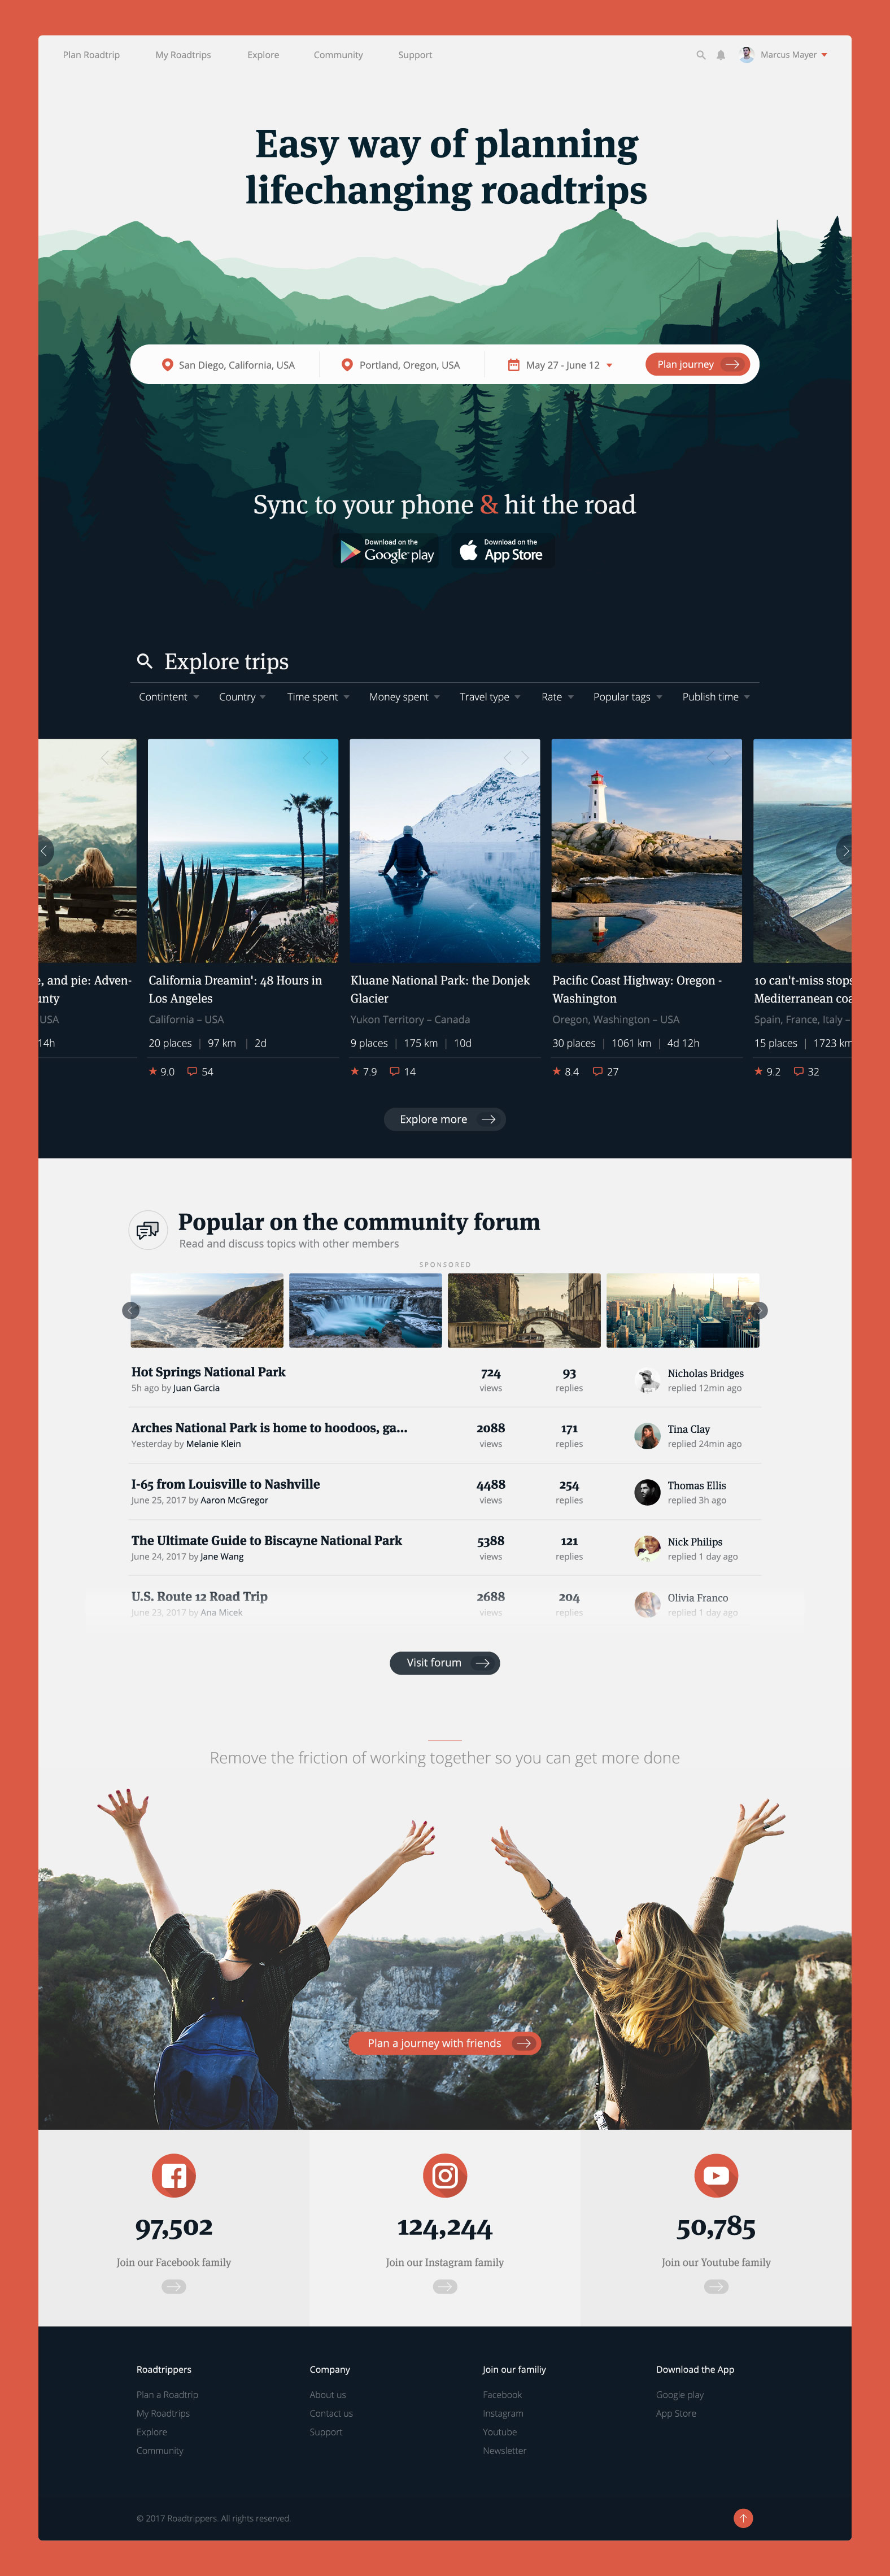 Plan Roadtrip
My Roadtrips
Explore
Community
Support
Marcus Mayer
Easy way of planning
lifechanging roadtrips
San Diego, California, USA
Portland, Oregon, USA
May 27 - June 12
Plan journey
Sync to your phone & hit the road
Download on the
Google play
Download on the
App Store
Explore trips
Contintent
Country
Time spent
Money spent
Travel type
Rate
Popular tags
Publish time
e, and pie: Adven-
unty
USA
14h
California Dreamin': 48 Hours in
Los Angeles
California – USA
20 places | 97 km | 2d
9.0 54
Kluane National Park: the Donjek
Glacier
Yukon Territory – Canada
9 places | 175 km | 10d
7.9 14
Pacific Coast Highway: Oregon -
Washington
Oregon, Washington – USA
30 places | 1061 km | 4d 12h
8.4 27
10 can't-miss stops
Mediterranean coa
Spain, France, Italy –
15 places | 1723 km
9.2 32
Explore more
Popular on the community forum
Read and discuss topics with other members
SPONSORED
Hot Springs National Park
5h ago by Juan Garcia
724
views
93
replies
Nicholas Bridges
replied 12min ago
Arches National Park is home to hoodoos, ga...
Yesterday by Melanie Klein
2088
views
171
replies
Tina Clay
replied 24min ago
I-65 from Louisville to Nashville
June 25, 2017 by Aaron McGregor
4488
views
254
replies
Thomas Ellis
replied 3h ago
The Ultimate Guide to Biscayne National Park
June 24, 2017 by Jane Wang
5388
views
121
replies
Nick Philips
replied 1 day ago
U.S. Route 12 Road Trip
June 23, 2017 by Ana Micek
2688
views
204
replies
Olivia Franco
replied 1 day ago
Visit forum
Remove the friction of working together so you can get more done
Plan a journey with friends
97,502
Join our Facebook family
124,244
Join our Instagram family
50,785
Join our Youtube family
Roadtrippers
Plan a Roadtrip
My Roadtrips
Explore
Community
Company
About us
Contact us
Support
Join our familiy
Facebook
Instagram
Youtube
Newsletter
Download the App
Google play
App Store
© 2017 Roadtrippers. All rights reserved.